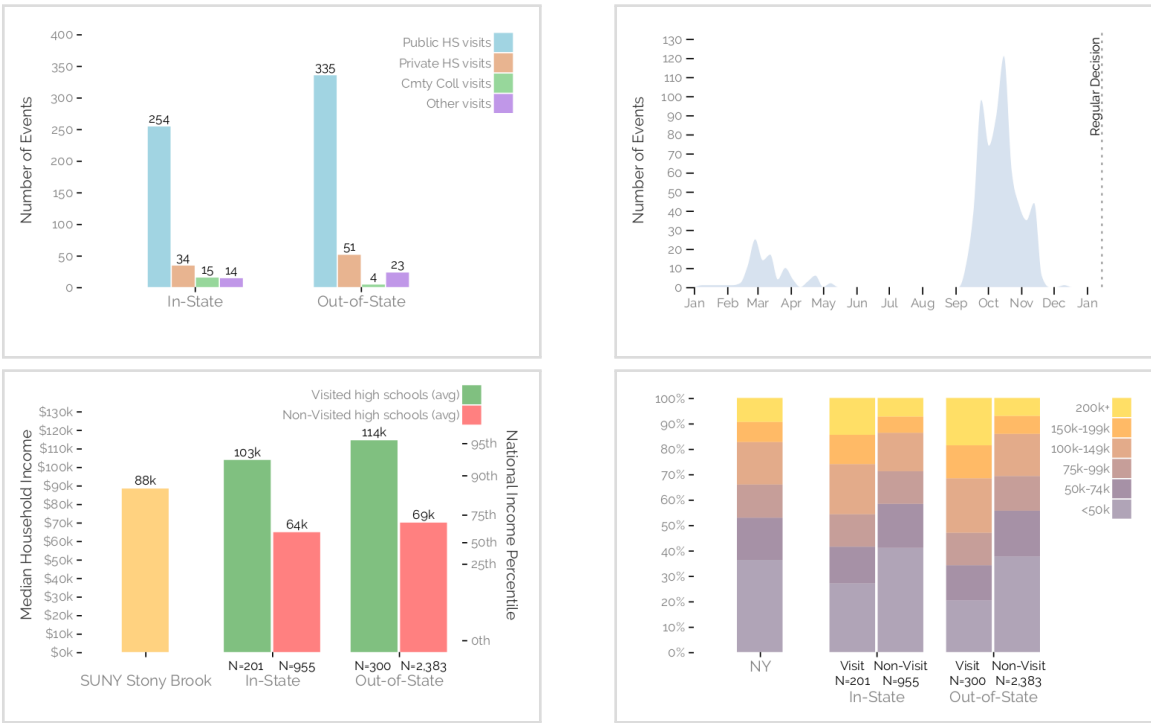 400
350
300
250
200
150
100
50
0
Number of Events
Public HS visits
Private HS visits
Cmty Coll visits
Other visits
254
34
15
14
335
51
4
23
In-State
Out-of-State
130
120
110
100
90
80
70
60
50
40
30
20
10
0
Number of Events
Regular Decision
Jan Feb Mar Apr May Jun Jul Aug Sep Oct Nov Dec Jan
Visited high schools (avg)
Non-Visited high schools (avg)
$130k
$120k
$110k
$100k
$90k
$80k
$70k
$60k
$50k
$40k
$30k
$20k
$10k
$0k
Median Household Income
88k
103k
64k
114k
69k
95th
90th
75th
50th
25th
0th
National Income Percentile
N=201 N=955 N=300 N=2,383
SUNY Stony Brook In-State Out-of-State
100%
90%
80%
70%
60%
50%
40%
30%
20%
10%
0%
200k+
150k-199k
100k-149k
75k-99k
50k-74k
<50k
NY
Visit Non-Visit Visit Non-Visit
N=201 N=955 N=300 N=2,383
In-State Out-of-State